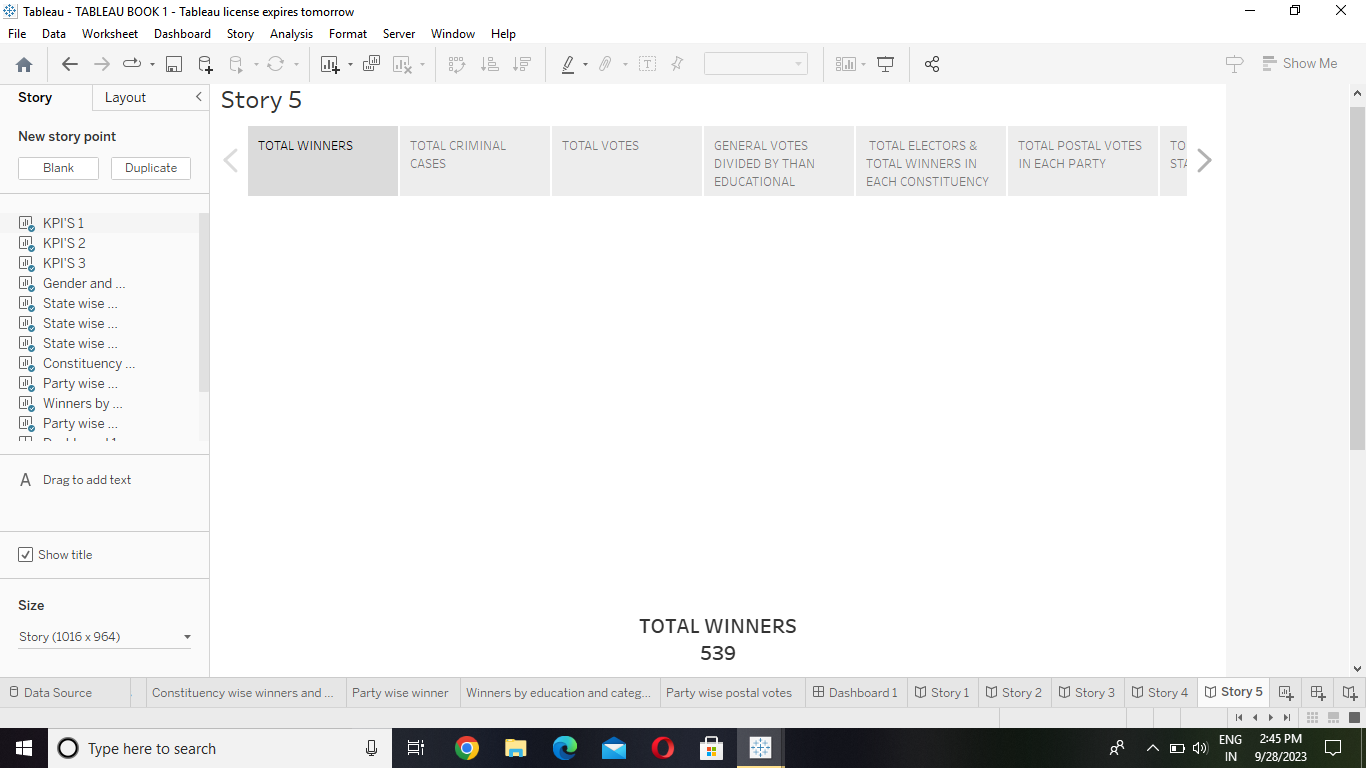 Tableau - TABLEAU BOOK 1 - Tableau license expires tomorrow
File Data Worksheet Dashboard Story Analysis Format Server Window Help
Show Me
Story Layout
New story point
Blank Duplicate
KPI'S 1
KPI'S 2
KPI'S 3
Gender and ...
State wise ...
State wise ...
State wise ...
Constituency ...
Party wise ...
Winners by ...
Party wise ...
A Drag to add text
Show title
Size
Story (1016 x 964)
Story 5
TOTAL WINNERS
TOTAL CRIMINAL
CASES
TOTAL VOTES
GENERAL VOTES
DIVIDED BY THAN
EDUCATIONAL
TOTAL ELECTORS &
TOTAL WINNERS IN
EACH CONSTITUENCY
TOTAL POSTAL VOTES
IN EACH PARTY
TO
STA
TOTAL WINNERS
539
Data Source Constituency wise winners and ... Party wise winner Winners by education and categ... Party wise postal votes Dashboard 1 Story 1 Story 2 Story 3 Story 4 Story 5
Type here to search
ENG
IN
2:45 PM
9/28/2023